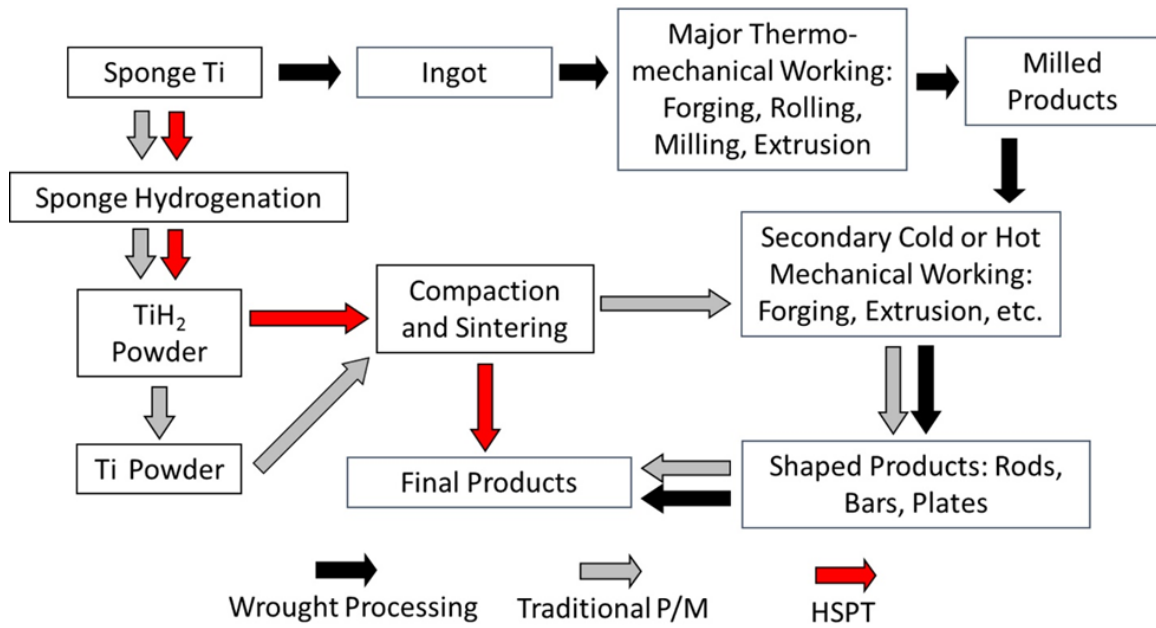 Sponge Ti
Ingot
Major Thermo-
mechanical Working:
Forging, Rolling,
Milling, Extrusion
Milled
Products
Sponge Hydrogenation
Secondary Cold or Hot
Mechanical Working:
Forging, Extrusion, etc.
TiH₂
Powder
Compaction
and Sintering
Ti Powder
Final Products
Shaped Products: Rods,
Bars, Plates
Wrought Processing
Traditional P/M
HSPT